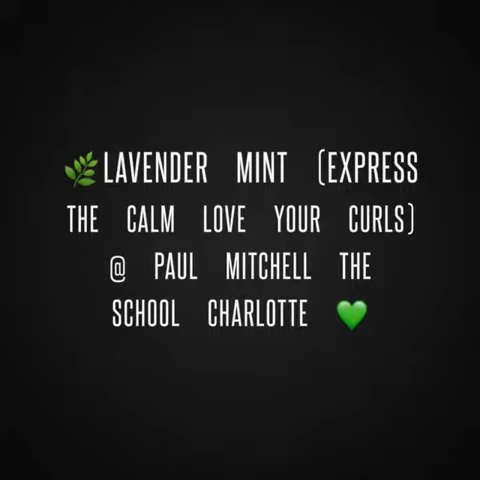 🌿LAVENDER MINT (EXPRESS
THE CALM LOVE YOUR CURLS)
@ PAUL MITCHELL THE
SCHOOL CHARLOTTE 💚